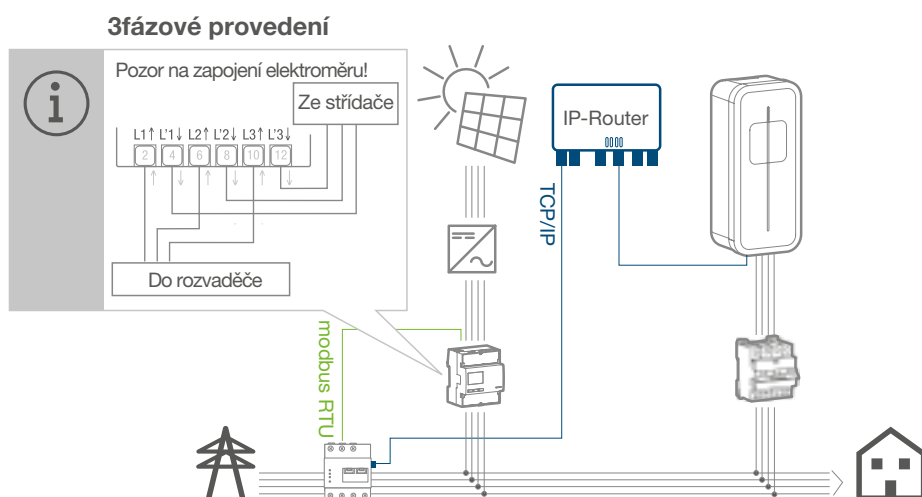 3fázové provedení
Pozor na zapojení elektroměru!
Ze střídače
L1↑ L'1↓ L2↑ L'2↓ L3↑ L'3↓
2 4 6 8 10 12
Do rozvaděče
IP-Router
TCP/IP
modbus RTU